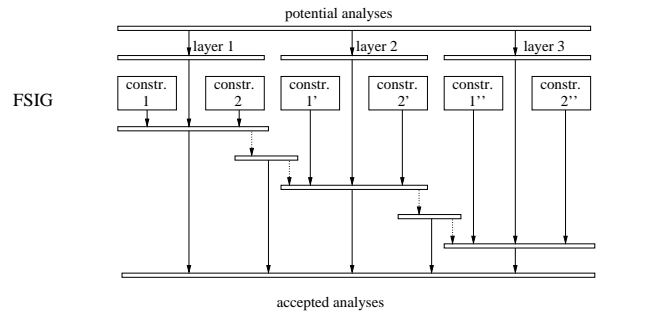 potential analyses
layer 1
layer 2
layer 3
FSIG
constr.
1
constr.
2
constr.
1'
constr.
2'
constr.
1''
constr.
2''
accepted analyses